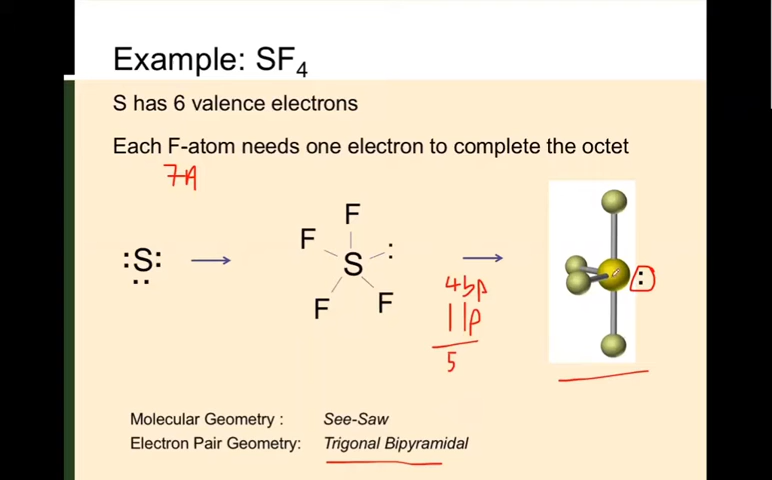 Example: SF₄
S has 6 valence electrons
Each F-atom needs one electron to complete the octet
7A
:S:
..
F
F
S :
F F
4bp
1lp
5
:
Molecular Geometry : See-Saw
Electron Pair Geometry: Trigonal Bipyramidal